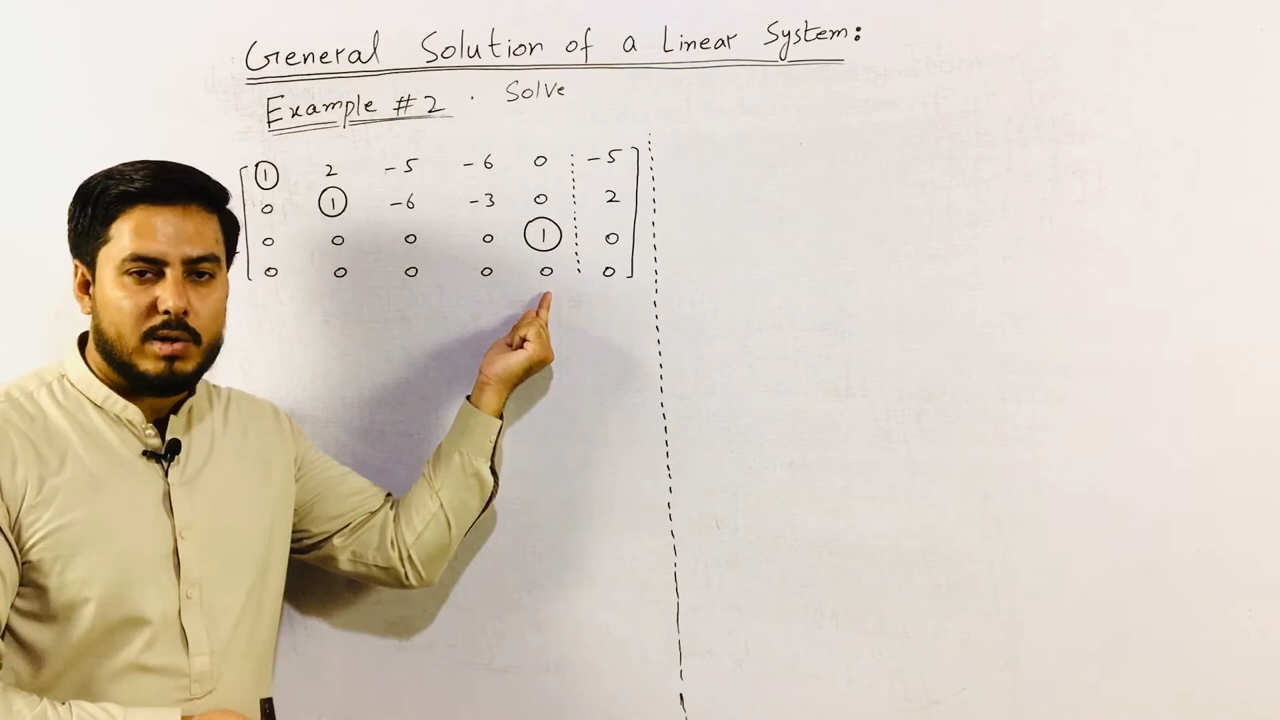 General Solution of a Linear System:
Example #2 . Solve
1 2 -5 -6 0 -5
0 1 -6 -3 0 2
0 0 0 0 1 0
0 0 0 0 0 0